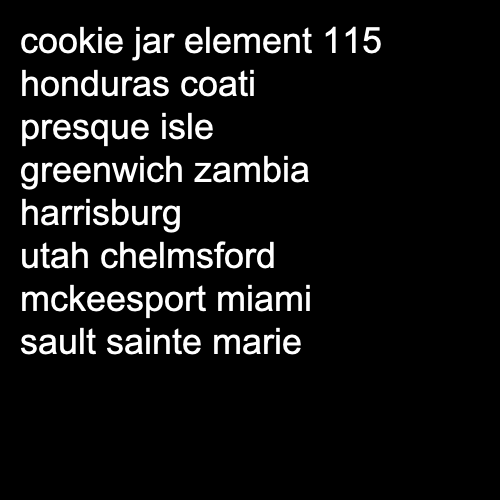 cookie jar element 115
honduras coati
presque isle
greenwich zambia
harrisburg
utah chelmsford
mckeesport miami
sault sainte marie